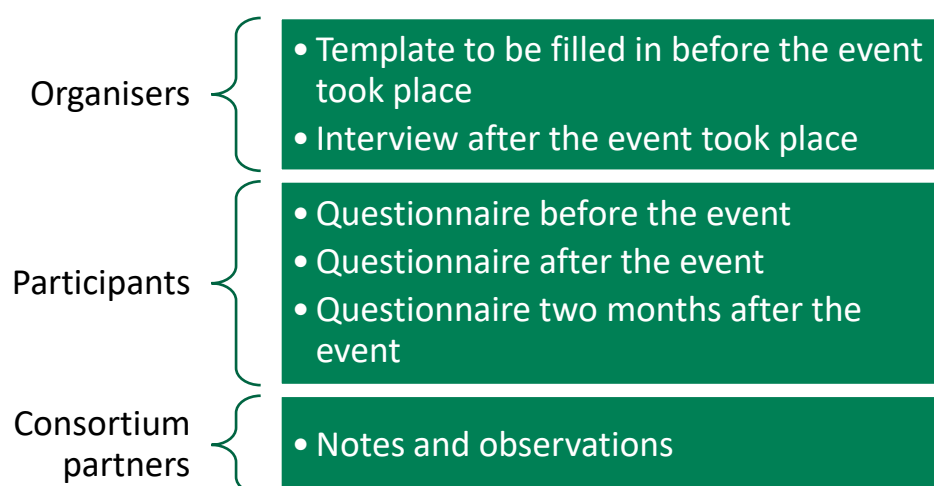 Organisers
• Template to be filled in before the event
took place
• Interview after the event took place
Participants
• Questionnaire before the event
• Questionnaire after the event
• Questionnaire two months after the
event
Consortium
partners
• Notes and observations